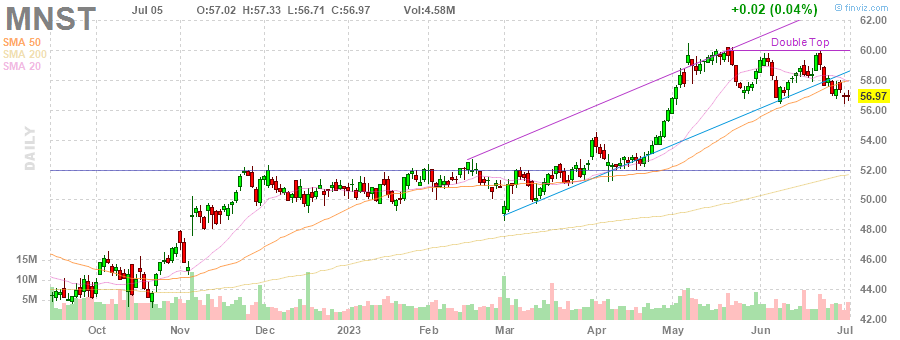 MNST Jul 05 O:57.02 H:57.33 L:56.71 C:56.97 Vol:4.58M +0.02 (0.04%) © finviz.com
SMA 50
SMA 200
SMA 20
DAILY
Double Top
62.00
60.00
58.00
56.97
56.00
54.00
52.00
50.00
48.00
46.00
44.00
42.00
15M
10M
5M
Oct Nov Dec 2023 Feb Mar Apr May Jun Jul